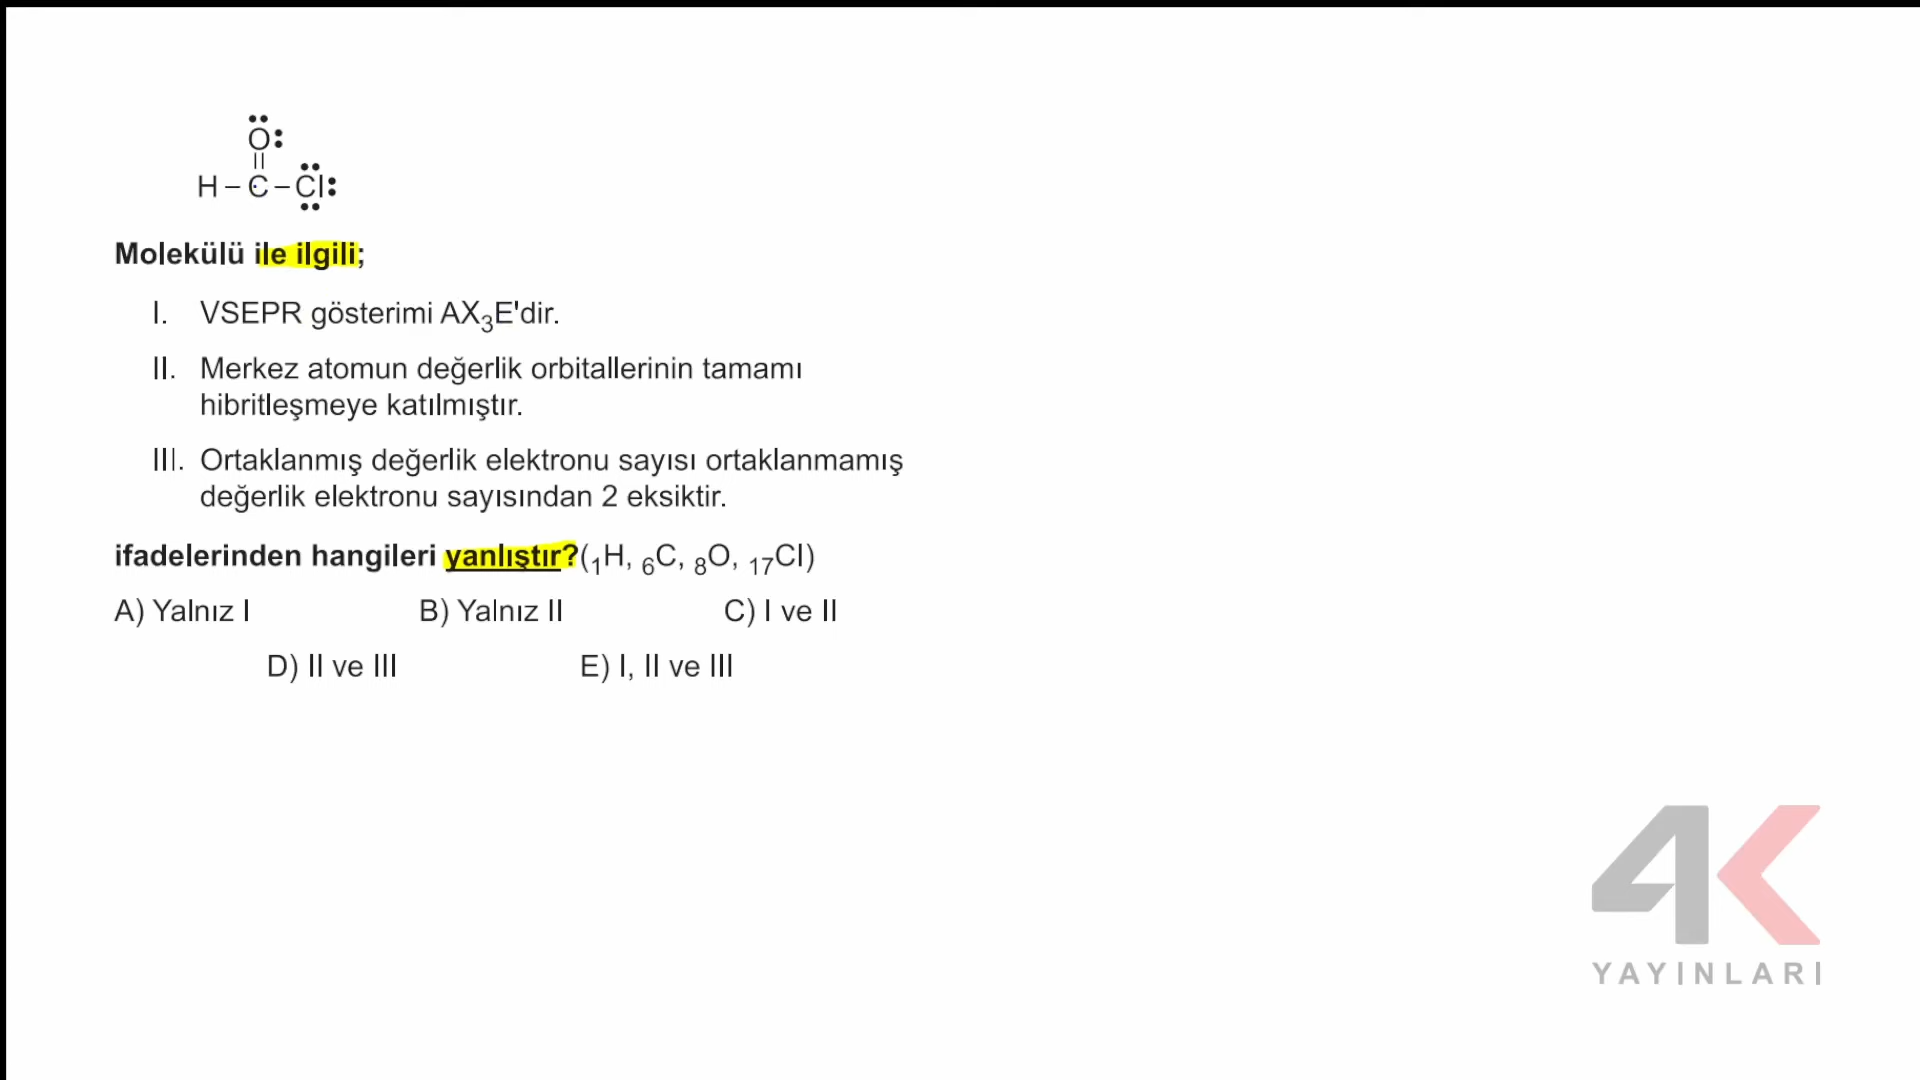 O
||
H – C – Cl
Molekülü ile ilgili;
I. VSEPR gösterimi AX₃E'dir.
II. Merkez atomun değerlik orbitallerinin tamamı
hibritleşmeye katılmıştır.
III. Ortaklanmış değerlik elektronu sayısı ortaklanmamış
değerlik elektronu sayısından 2 eksiktir.
ifadelerinden hangileri yanlıştır?(₁H, ₆C, ₈O, ₁₇Cl)
A) Yalnız I B) Yalnız II C) I ve II
D) II ve III E) I, II ve III
4K
YAYINLARI